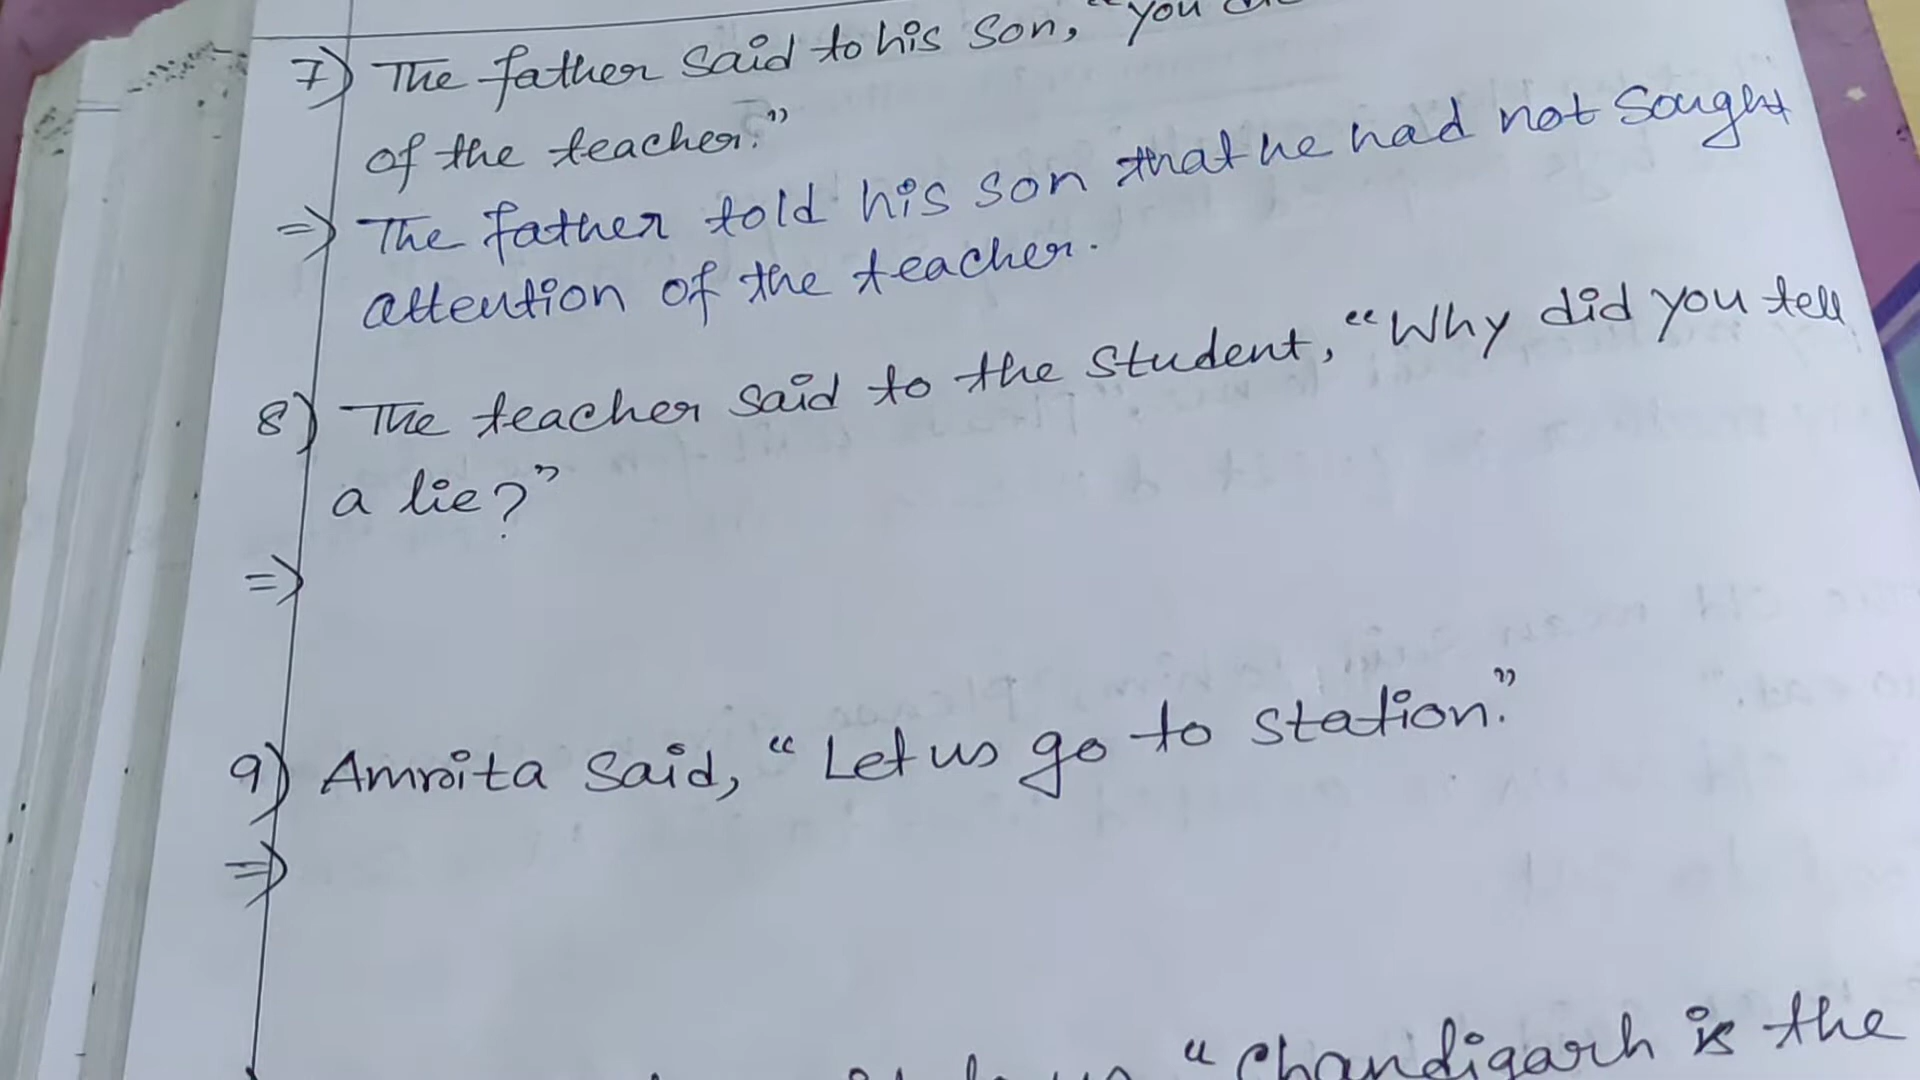 7) The father said to his son, "you
of the teacher."
=> The father told his son that he had not sought
attention of the teacher.
8) The teacher said to the student, "Why did you tell
a lie?"
=>
9) Amrita said, "Let us go to station."
=>
"Chandigarh is the